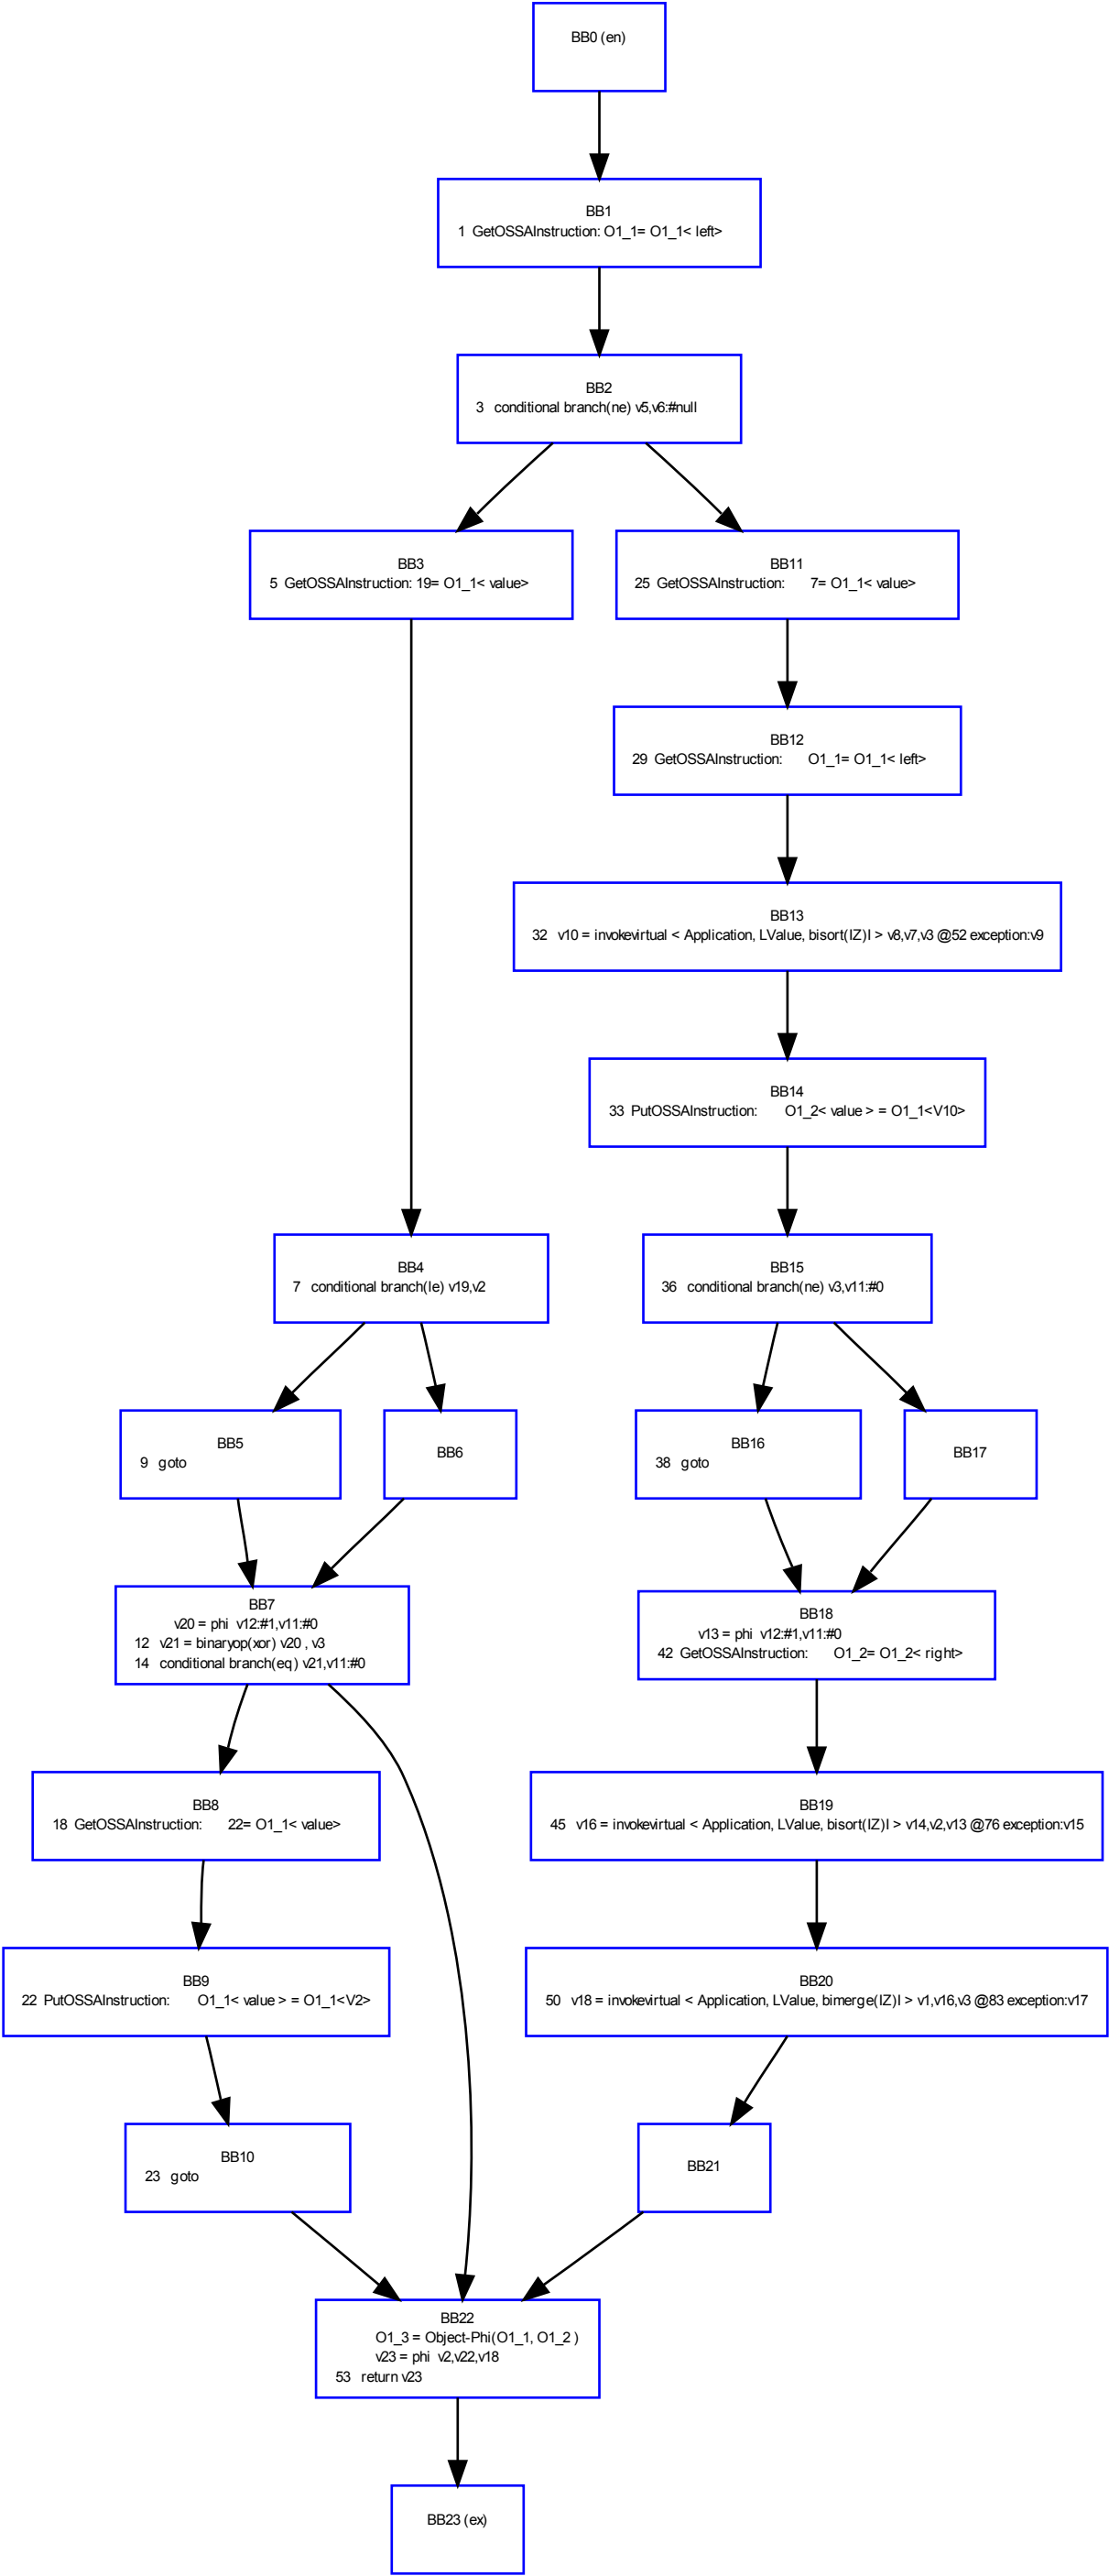 BB0 (en)
BB1
1 GetOSSAInstruction: O1_1= O1_1< left>
BB2
3 conditional branch(ne) v5,v6:#null
BB3
5 GetOSSAInstruction: 19= O1_1< value>
BB11
25 GetOSSAInstruction: 7= O1_1< value>
BB12
29 GetOSSAInstruction: O1_1= O1_1< left>
BB13
32 v10 = invokevirtual < Application, LValue, bisort(IZ)I > v8,v7,v3 @52 exception:v9
BB14
33 PutOSSAInstruction: O1_2< value > = O1_1<V10>
BB4
7 conditional branch(le) v19,v2
BB15
36 conditional branch(ne) v3,v11:#0
BB5
9 goto
BB6
BB16
38 goto
BB17
BB7
v20 = phi v12:#1,v11:#0
12 v21 = binaryop(xor) v20 , v3
14 conditional branch(eq) v21,v11:#0
BB18
v13 = phi v12:#1,v11:#0
42 GetOSSAInstruction: O1_2= O1_2< right>
BB8
18 GetOSSAInstruction: 22= O1_1< value>
BB19
45 v16 = invokevirtual < Application, LValue, bisort(IZ)I > v14,v2,v13 @76 exception:v15
BB9
22 PutOSSAInstruction: O1_1< value > = O1_1<V2>
BB20
50 v18 = invokevirtual < Application, LValue, bimerge(IZ)I > v1,v16,v3 @83 exception:v17
BB10
23 goto
BB21
BB22
O1_3 = Object-Phi(O1_1, O1_2 )
v23 = phi v2,v22,v18
53 return v23
BB23 (ex)